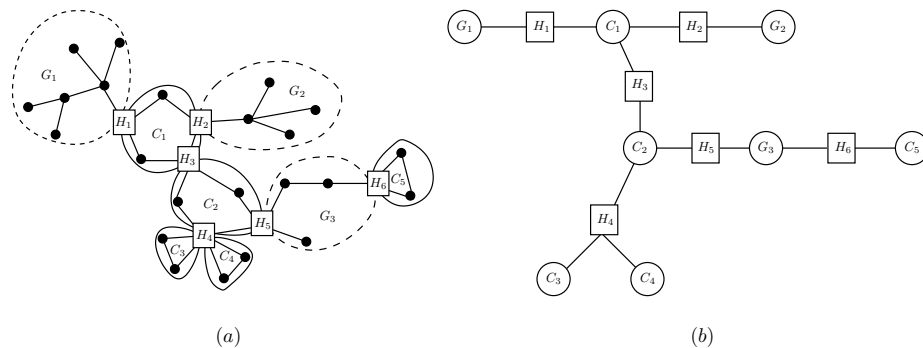 G₁ H₁ C₁ H₂ G₂
G₁
G₂
H₃
H₁ H₂
C₁
H₃
C₂ H₅ G₃ H₆ C₅
H₆ C₅
C₂
G₃
H₅
H₄
H₄
C₃ C₄
C₃ C₄
(a) (b)